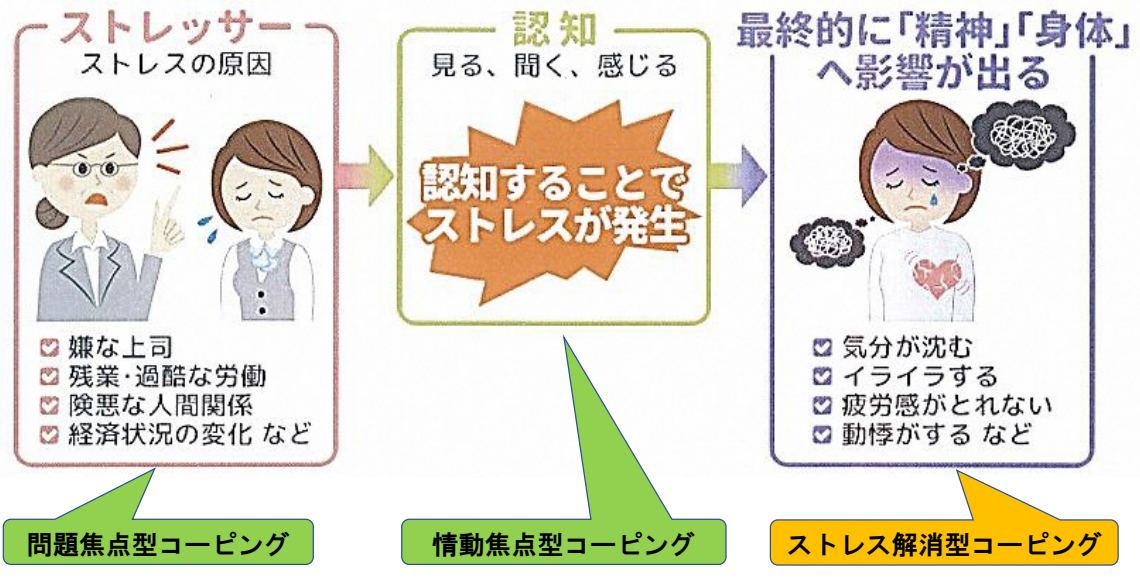 ストレッサー
ストレスの原因
嫌な上司
残業・過酷な労働
険悪な人間関係
経済状況の変化 など
認知
見る、聞く、感じる
認知することで
ストレスが発生
最終的に「精神」「身体」
へ影響が出る
気分が沈む
イライラする
疲労感がとれない
動悸がする など
問題焦点型コーピング
情動焦点型コーピング
ストレス解消型コーピング